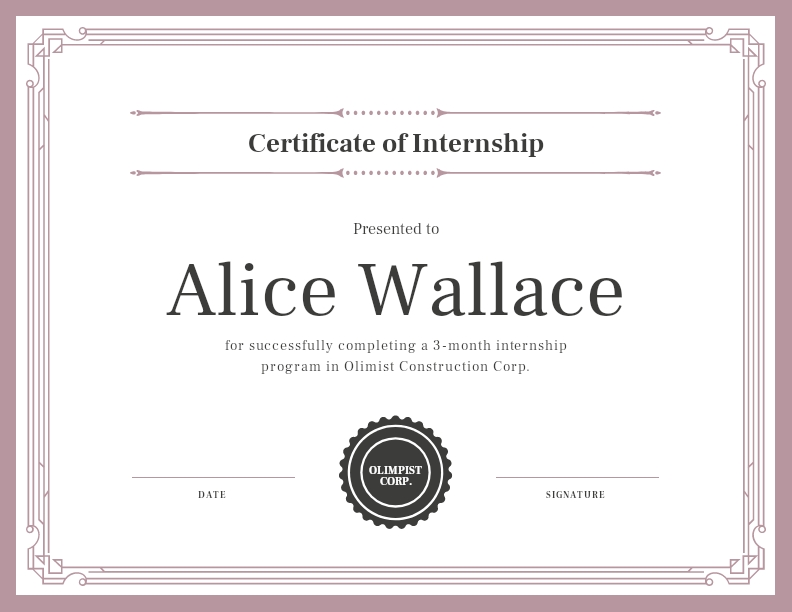 Certificate of Internship
Presented to
Alice Wallace
for successfully completing a 3-month internship
program in Olimist Construction Corp.
OLIMPIST
CORP.
DATE
SIGNATURE